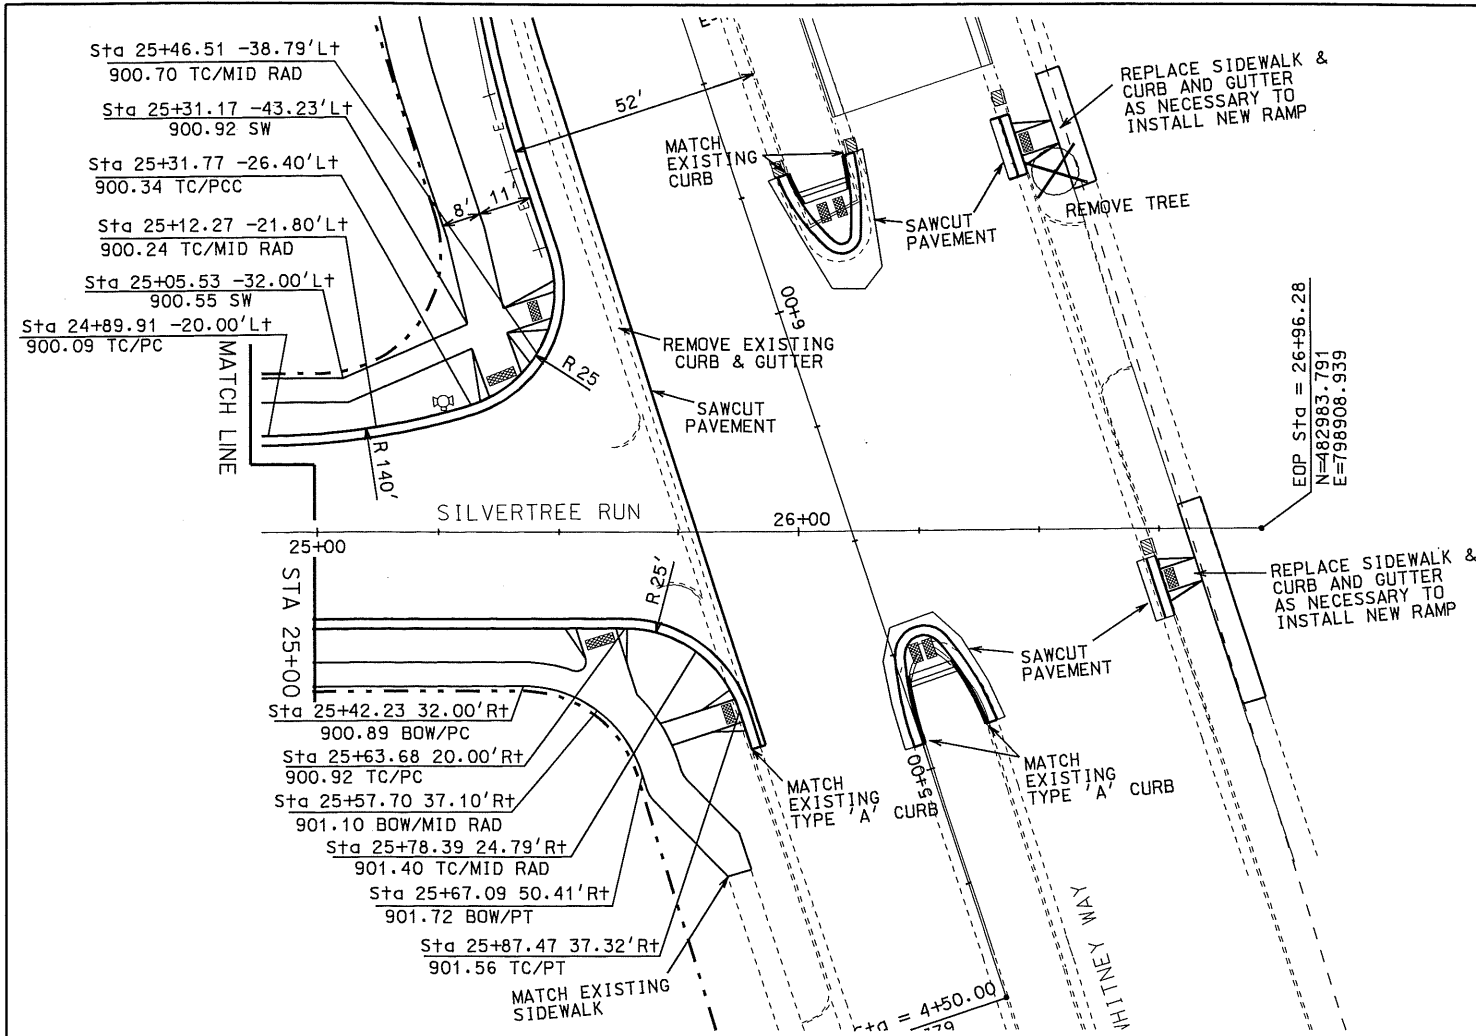 Sta 25+46.51 -38.79'Lt
900.70 TC/MID RAD
Sta 25+31.17 -43.23'Lt
900.92 SW
Sta 25+31.77 -26.40'Lt
900.34 TC/PCC
Sta 25+12.27 -21.80'Lt
900.24 TC/MID RAD
Sta 25+05.53 -32.00'Lt
900.55 SW
Sta 24+89.91 -20.00'Lt
900.09 TC/PC
MATCH LINE
STA 25+00
8'
11'
52'
E
E
MATCH
EXISTING
CURB
SAWCUT
PAVEMENT
REPLACE SIDEWALK &
CURB AND GUTTER
AS NECESSARY TO
INSTALL NEW RAMP
REMOVE TREE
6+00
REMOVE EXISTING
CURB & GUTTER
R 25
SAWCUT
PAVEMENT
R 140'
SILVERTREE RUN
25+00
26+00
EOP Sta = 26+96.28
N=482983.791
E=798908.939
R 25'
REPLACE SIDEWALK &
CURB AND GUTTER
AS NECESSARY TO
INSTALL NEW RAMP
SAWCUT
PAVEMENT
Sta 25+42.23 32.00'Rt
900.89 BOW/PC
Sta 25+63.68 20.00'Rt
900.92 TC/PC
Sta 25+57.70 37.10'Rt
901.10 BOW/MID RAD
Sta 25+78.39 24.79'Rt
901.40 TC/MID RAD
Sta 25+67.09 50.41'Rt
901.72 BOW/PT
Sta 25+87.47 37.32'Rt
901.56 TC/PT
MATCH EXISTING
SIDEWALK
MATCH
EXISTING
TYPE 'A' CURB
5+00
MATCH
EXISTING
TYPE 'A' CURB
WHITNEY WAY
Sta = 4+50.00